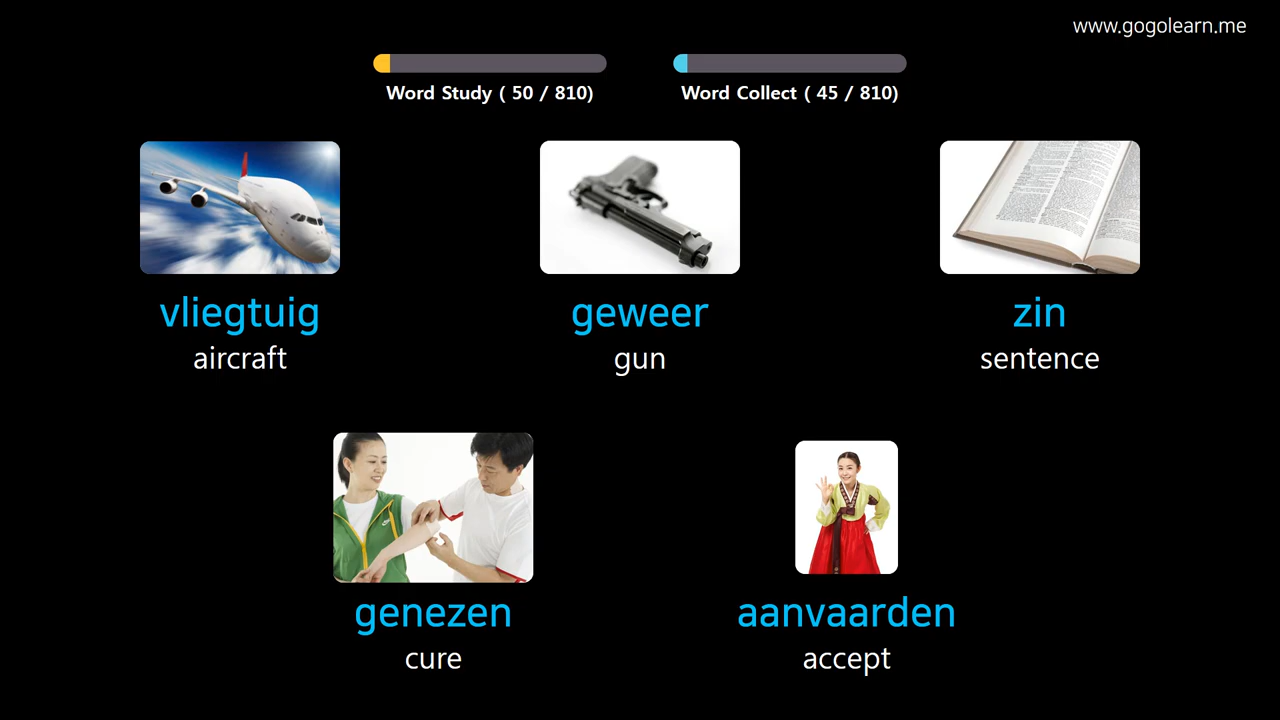 www.gogolearn.me
Word Study ( 50 / 810)
Word Collect ( 45 / 810)
vliegtuig
aircraft
geweer
gun
zin
sentence
genezen
cure
aanvaarden
accept